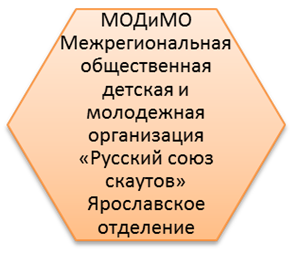 МОДиМО
Межрегиональная
общественная
детская и
молодежная
организация
«Русский союз
скаутов»
Ярославское
отделение